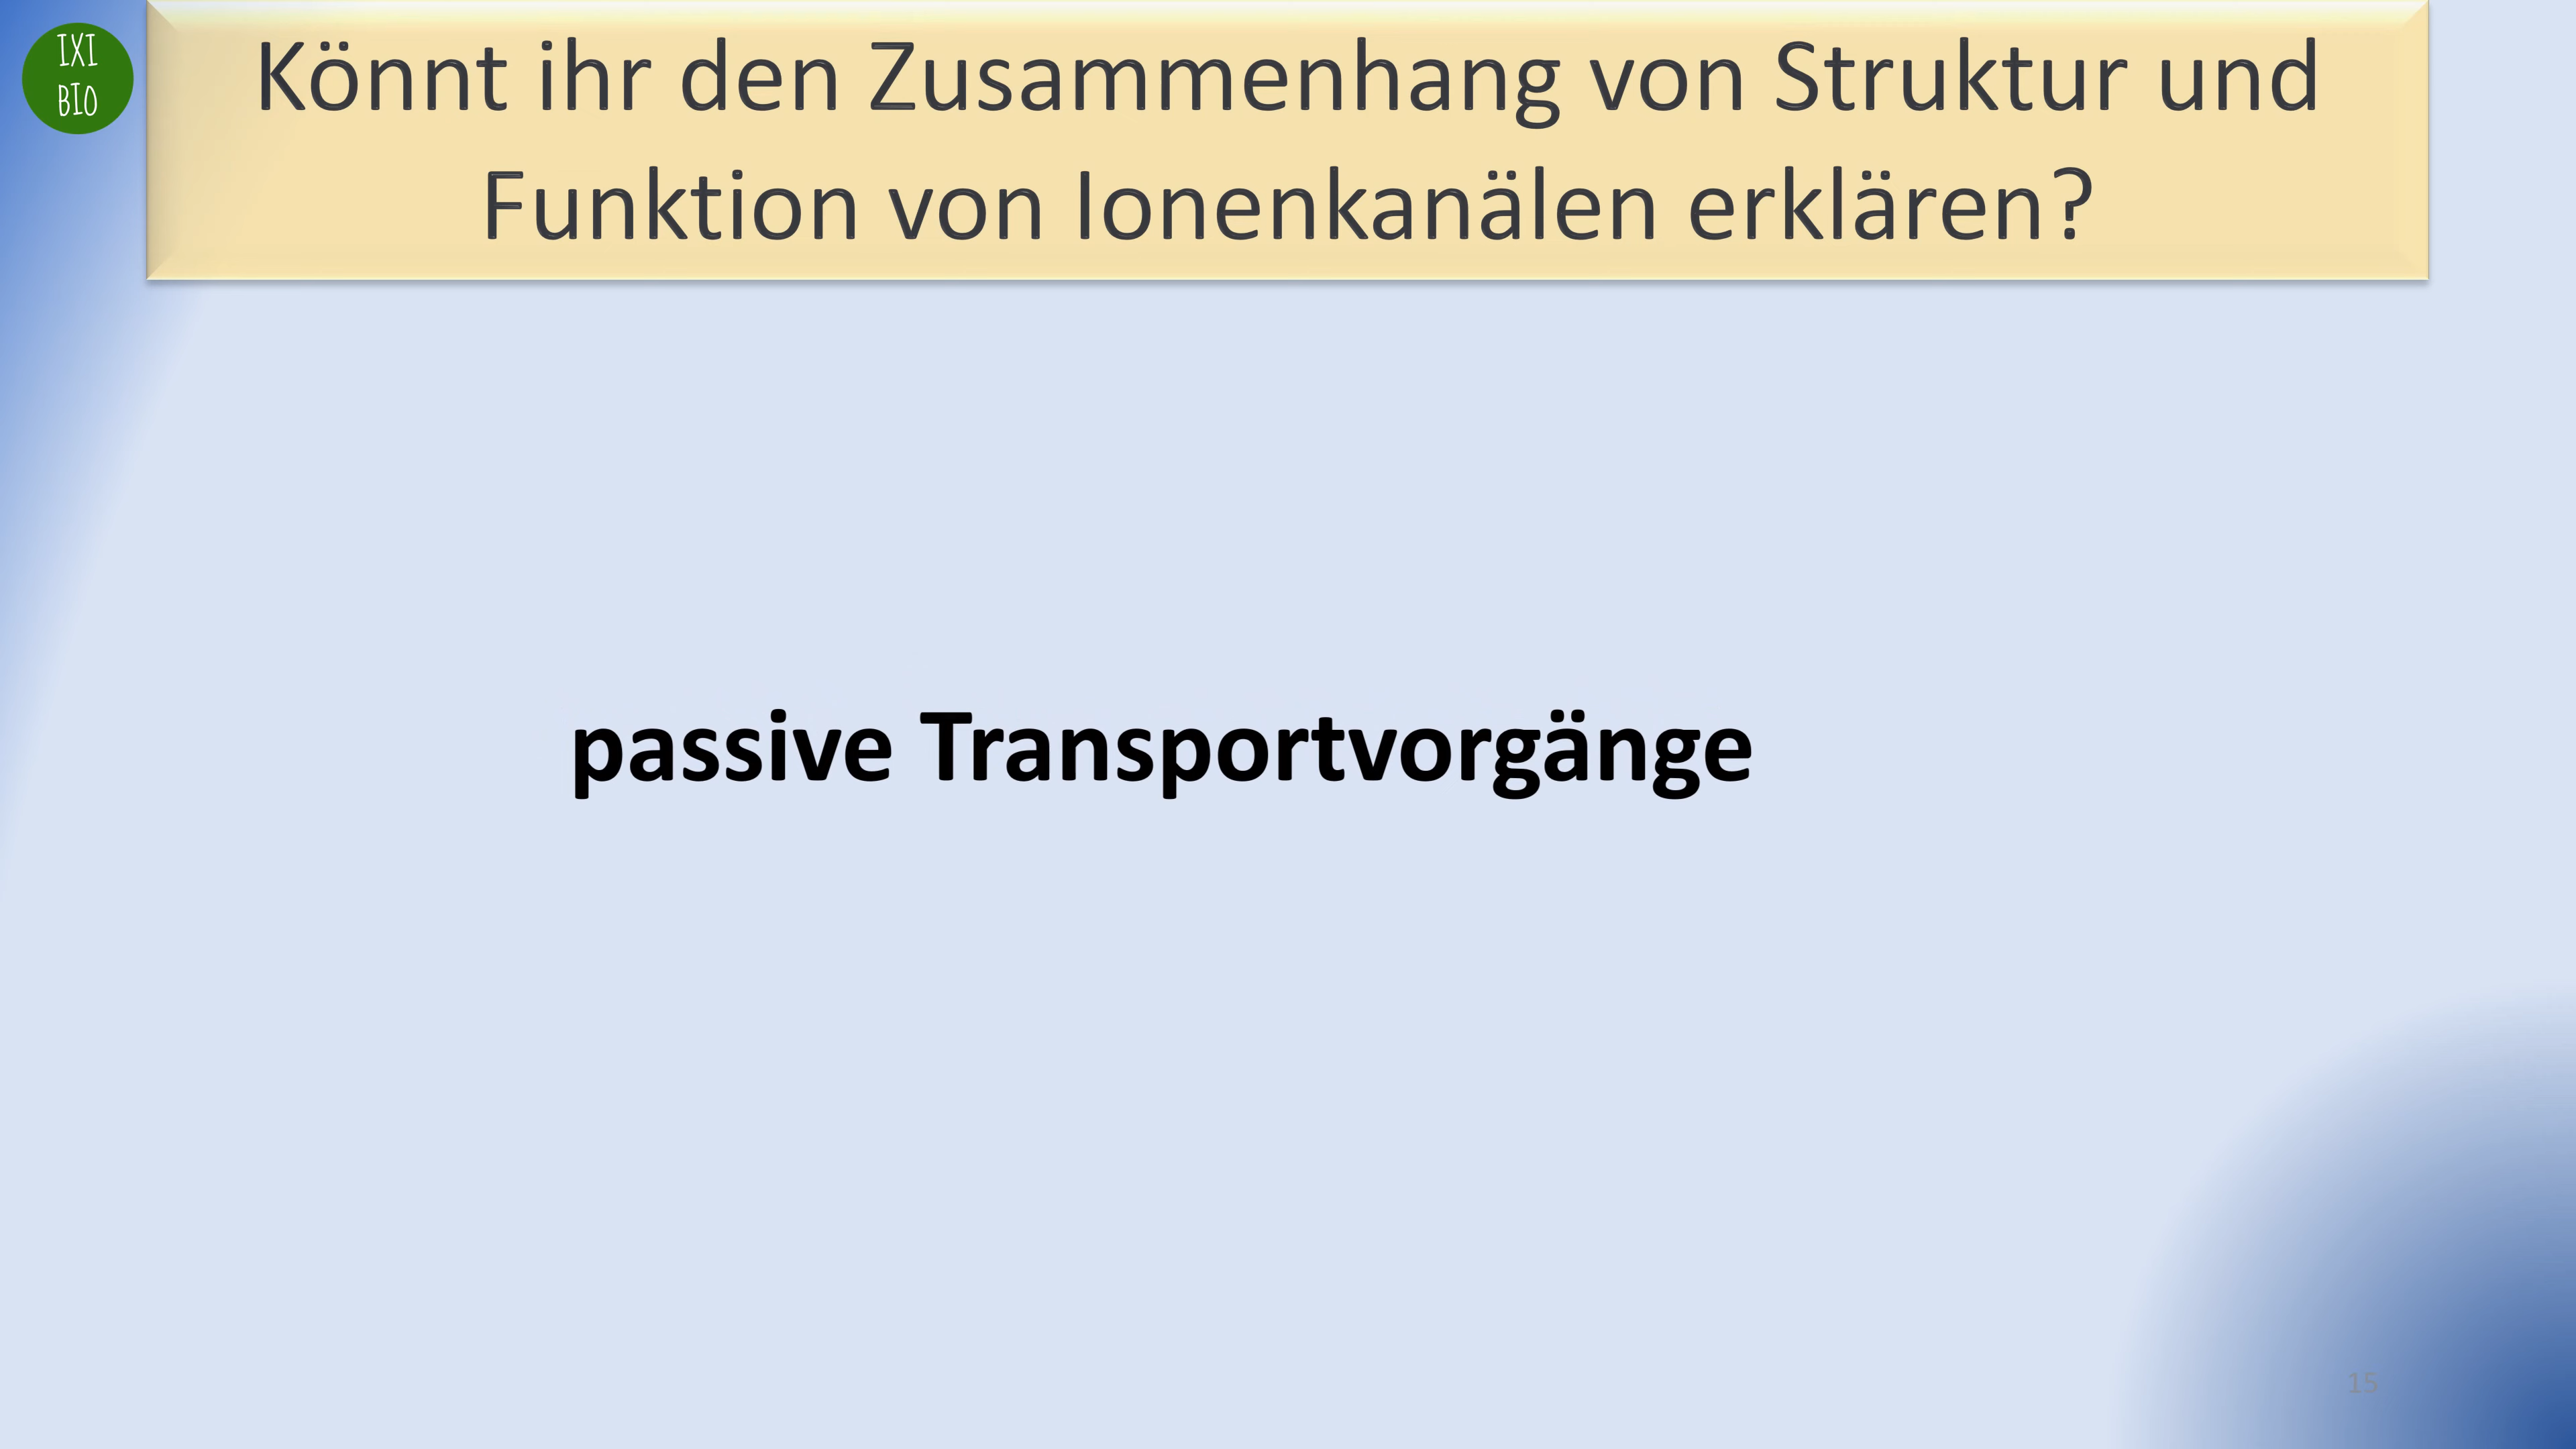 IXI
BIO
Könnt ihr den Zusammenhang von Struktur und
Funktion von Ionenkanälen erklären?
passive Transportvorgänge
15